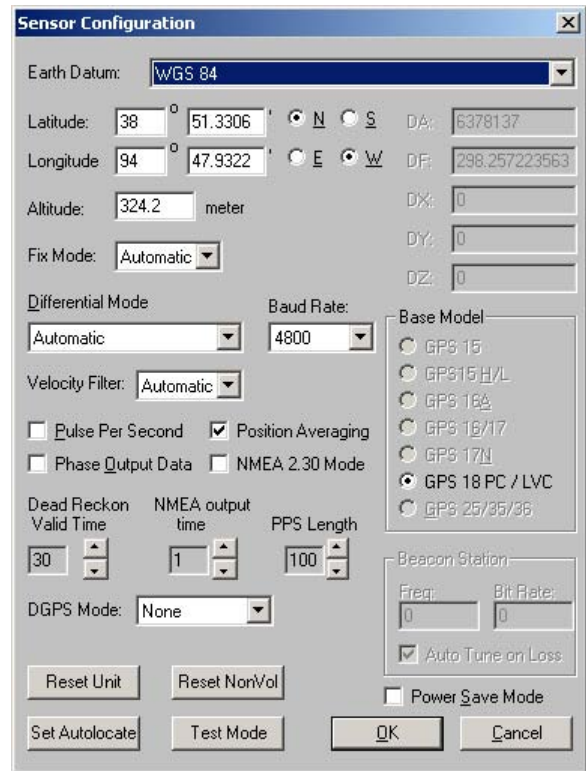 Sensor Configuration
Earth Datum: WGS 84
Latitude: 38 ° 51.3306 ' N S
Longitude 94 ° 47.9322 ' E W
Altitude: 324.2 meter
Fix Mode: Automatic
DA: 6378137
DF: 298.257223563
DX: 0
DY: 0
DZ: 0
Differential Mode
Automatic
Baud Rate:
4800
Velocity Filter: Automatic
Pulse Per Second
Position Averaging
Phase Output Data
NMEA 2.30 Mode
Dead Reckon
Valid Time
30
NMEA output
time
1
PPS Length
100
DGPS Mode: None
Base Model
GPS 15
GPS15 H/L
GPS 16A
GPS 16/17
GPS 17N
GPS 18 PC / LVC
GPS 25/35/36
Beacon Station
Freq: Bit Rate:
0 0
Auto Tune on Loss
Power Save Mode
Reset Unit
Reset NonVol
Set Autolocate
Test Mode
OK
Cancel